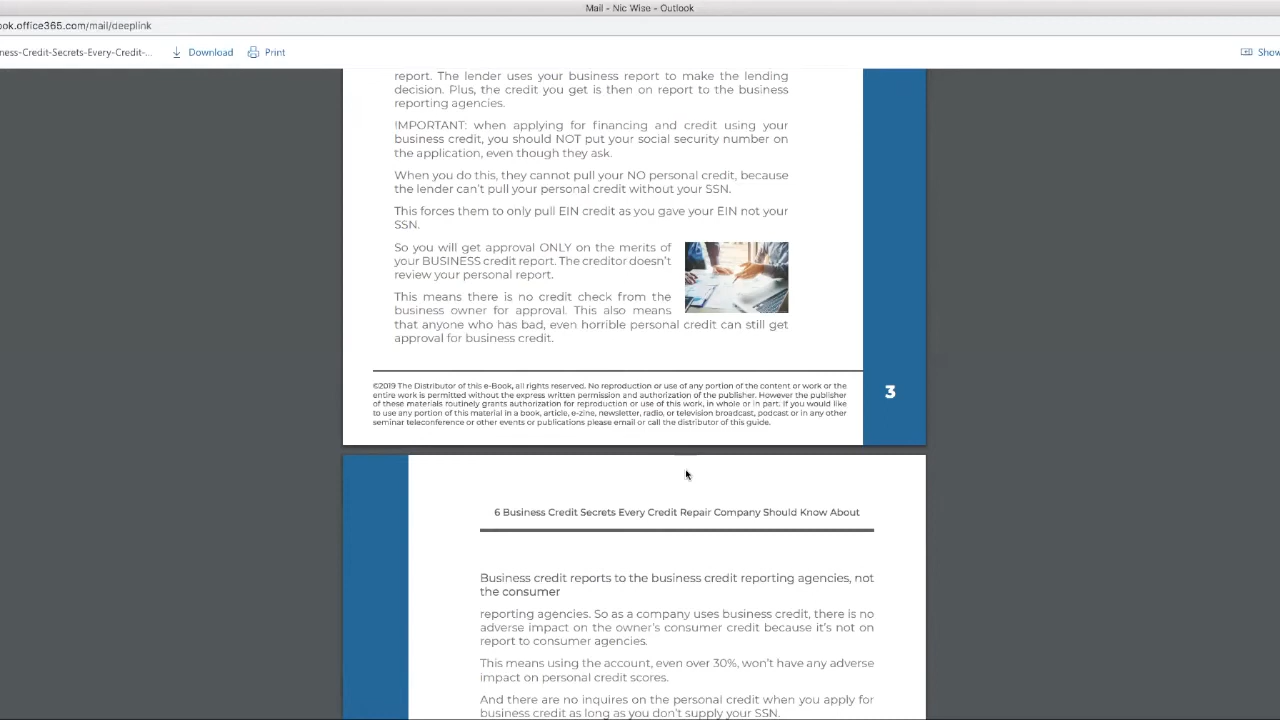 Mail - Nic Wise - Outlook
ook.office365.com/mail/deeplink
ness-Credit-Secrets-Every-Credit-...
Download
Print
Show
report. The lender uses your business report to make the lending
decision. Plus, the credit you get is then on report to the business
reporting agencies.
IMPORTANT: when applying for financing and credit using your
business credit, you should NOT put your social security number on
the application, even though they ask.
When you do this, they cannot pull your NO personal credit, because
the lender can't pull your personal credit without your SSN.
This forces them to only pull EIN credit as you gave your EIN not your
SSN.
So you will get approval ONLY on the merits of
your BUSINESS credit report. The creditor doesn't
review your personal report.
This means there is no credit check from the
business owner for approval. This also means
that anyone who has bad, even horrible personal credit can still get
approval for business credit.
©2019 The Distributor of this e-Book, all rights reserved. No reproduction or use of any portion of the content or work or the
entire work is permitted without the express written permission and authorization of the publisher. However the publisher
of these materials routinely grants authorization for reproduction or use of this work, in whole or in part. If you would like
to use any portion of this material in a book, article, e-zine, newsletter, radio, or television broadcast, podcast or in any other
seminar teleconference or other events or publications please email or call the distributor of this guide.
3
6 Business Credit Secrets Every Credit Repair Company Should Know About
Business credit reports to the business credit reporting agencies, not
the consumer
reporting agencies. So as a company uses business credit, there is no
adverse impact on the owner's consumer credit because it's not on
report to consumer agencies.
This means using the account, even over 30%, won't have any adverse
impact on personal credit scores.
And there are no inquires on the personal credit when you apply for
business credit as long as you don't supply your SSN.